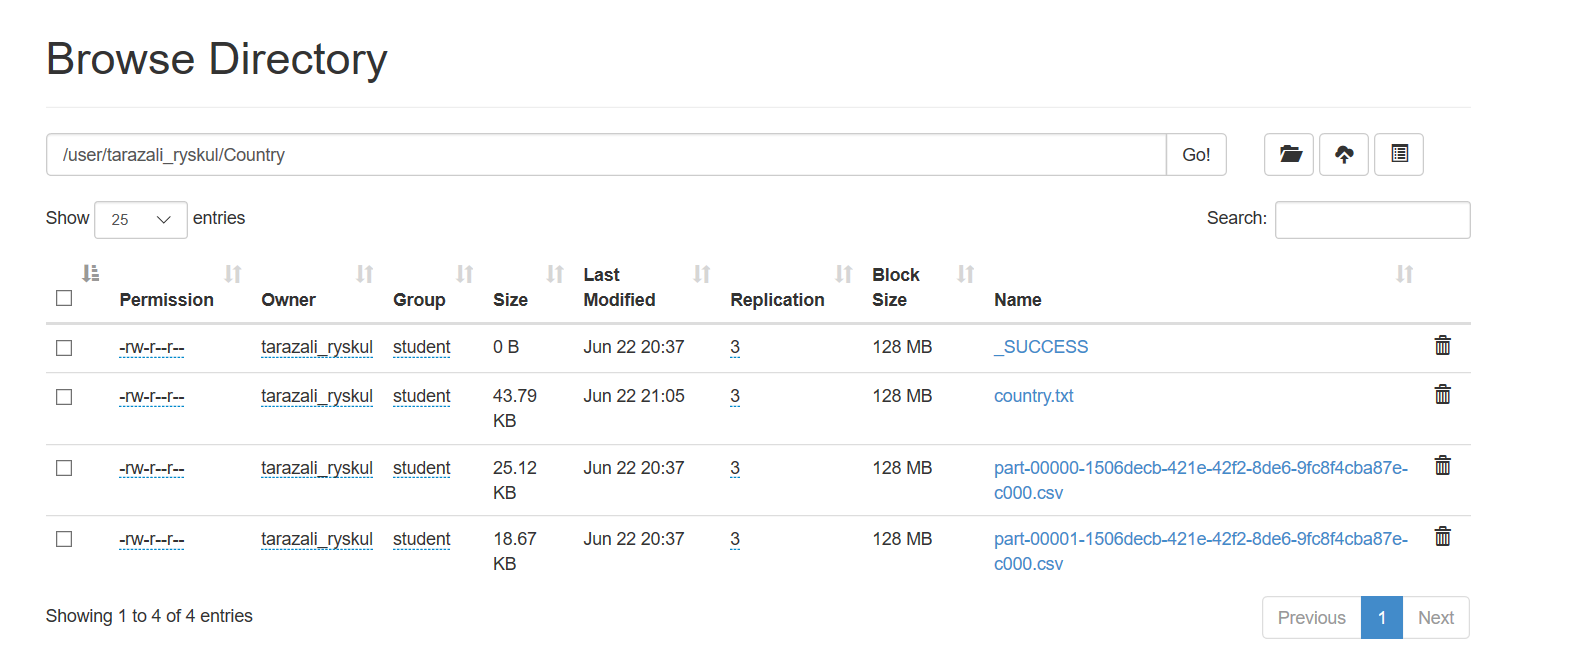 Browse Directory
/user/tarazali_ryskul/Country Go!
Show 25 entries Search:
Permission Owner Group Size Last Modified Replication Block Size Name
-rw-r--r-- tarazali_ryskul student 0 B Jun 22 20:37 3 128 MB _SUCCESS
-rw-r--r-- tarazali_ryskul student 43.79 KB Jun 22 21:05 3 128 MB country.txt
-rw-r--r-- tarazali_ryskul student 25.12 KB Jun 22 20:37 3 128 MB part-00000-1506decb-421e-42f2-8de6-9fc8f4cba87e-c000.csv
-rw-r--r-- tarazali_ryskul student 18.67 KB Jun 22 20:37 3 128 MB part-00001-1506decb-421e-42f2-8de6-9fc8f4cba87e-c000.csv
Showing 1 to 4 of 4 entries Previous 1 Next